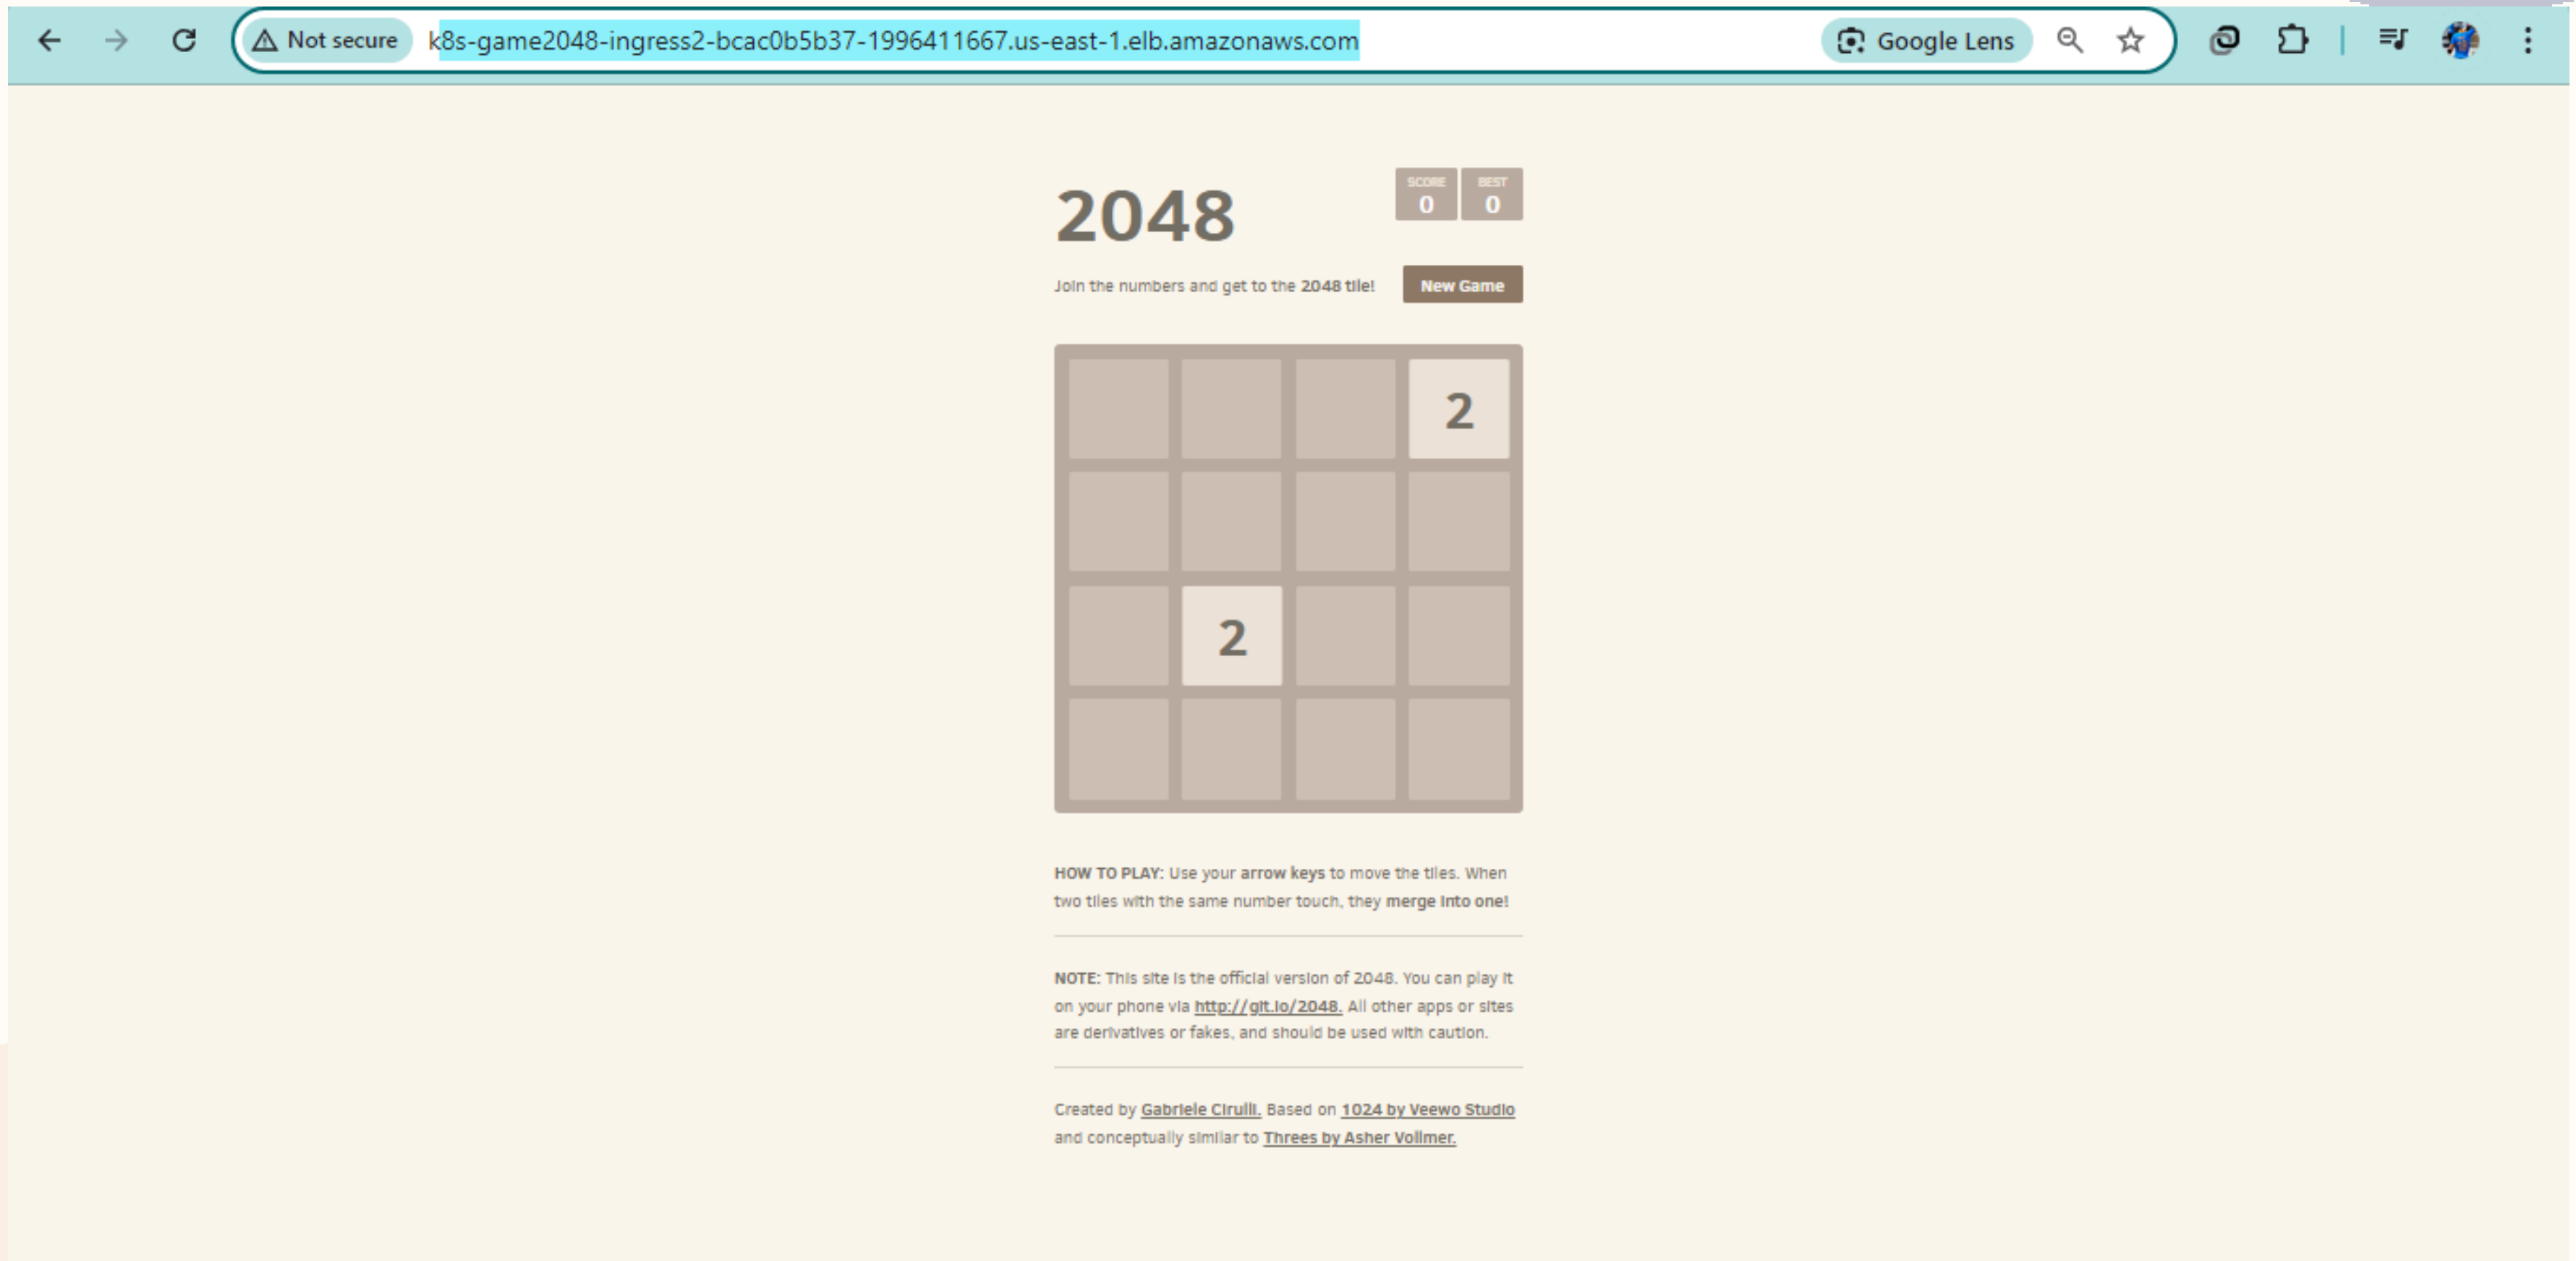 Not secure k8s-game2048-ingress2-bcac0b5b37-1996411667.us-east-1.elb.amazonaws.com Google Lens
2048
SCORE BEST
0 0
Join the numbers and get to the 2048 tile! New Game
2
2
HOW TO PLAY: Use your arrow keys to move the tiles. When
two tiles with the same number touch, they merge into one!
NOTE: This site is the official version of 2048. You can play it
on your phone via http://git.io/2048. All other apps or sites
are derivatives or fakes, and should be used with caution.
Created by Gabriele Cirulli. Based on 1024 by Veewo Studio
and conceptually similar to Threes by Asher Vollmer.